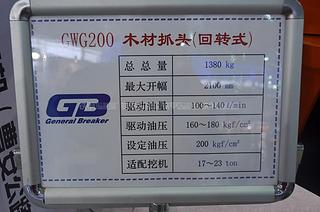 GWG200 木材抓头(回转式)
总总量 1380 kg
最大开幅 2100 mm
驱动油量 100~140ℓ/min
驱动油压 160~180 kgf/cm²
设定油压 200 kgf/cm²
适配挖机 17~23 ton
GB
General Breaker